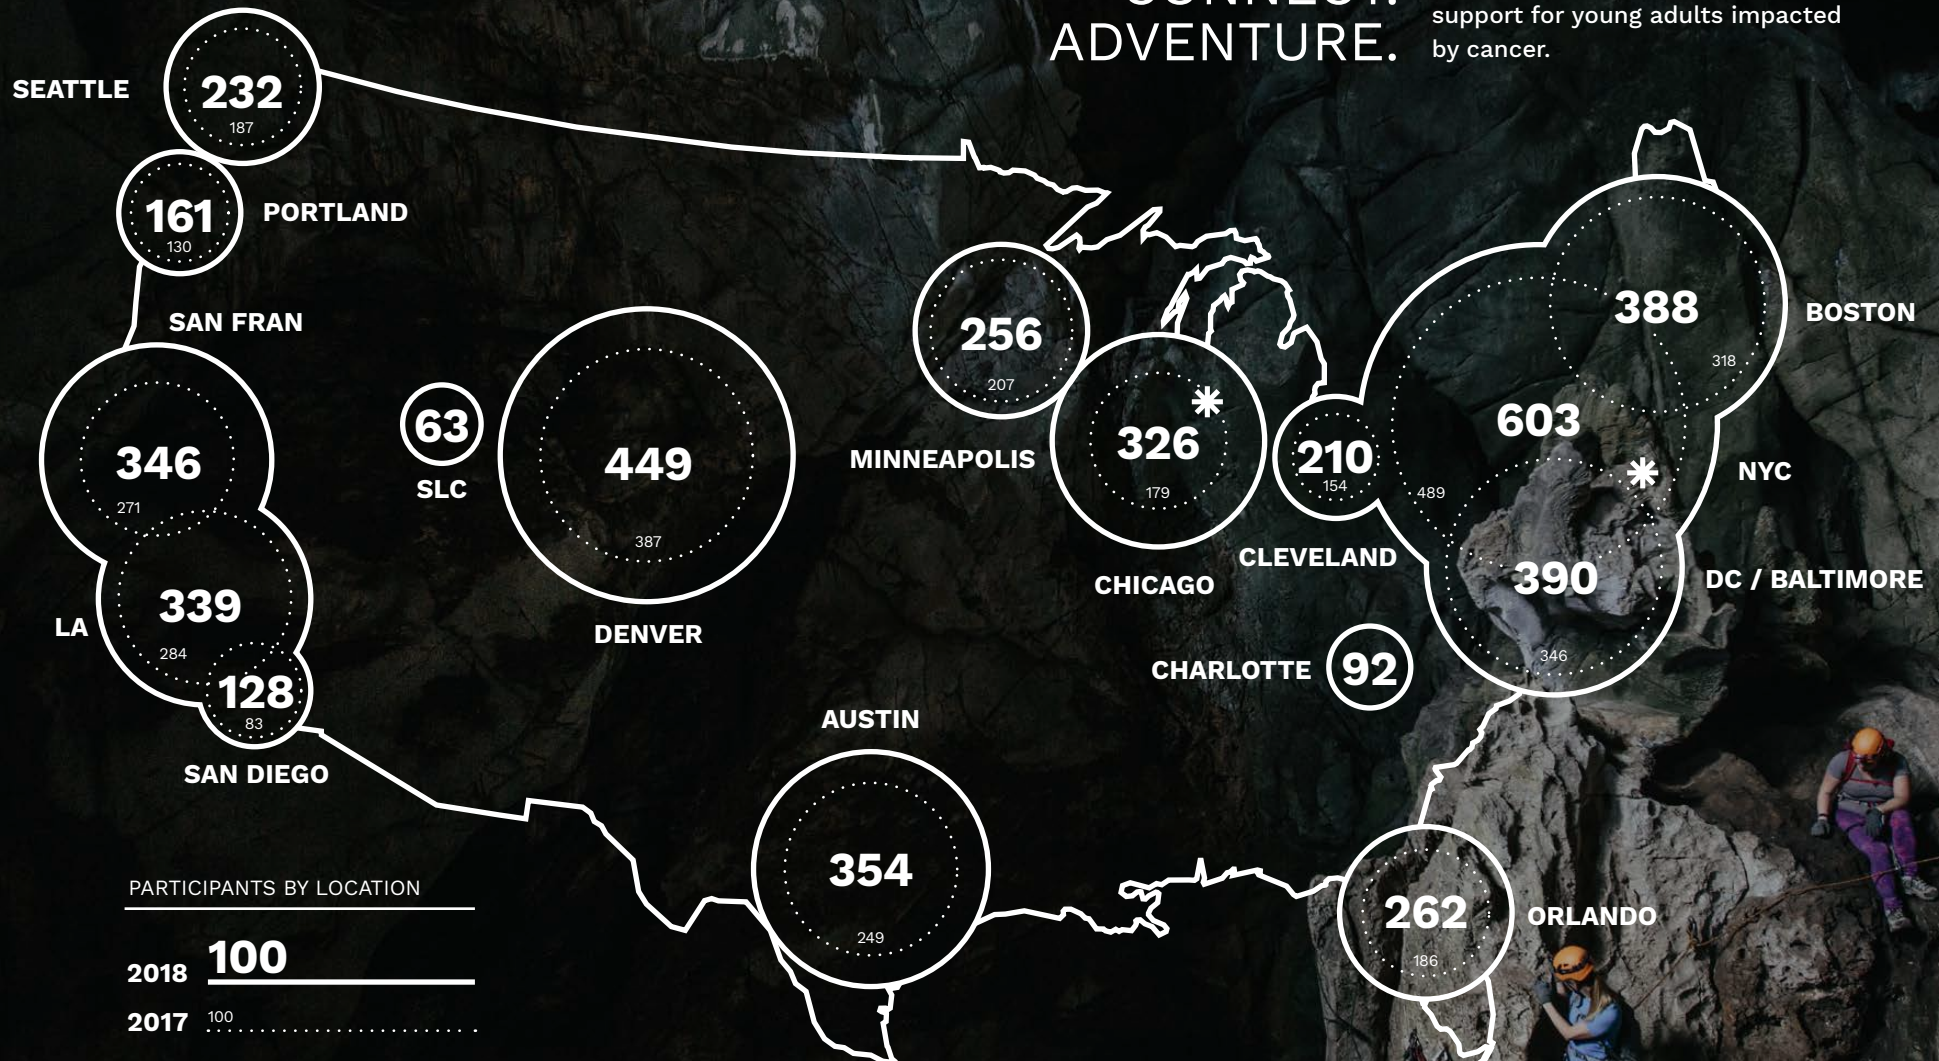 ADVENTURE.
support for young adults impacted
by cancer.
SEATTLE
232
187
161
130
PORTLAND
SAN FRAN
346
271
63
SLC
449
387
DENVER
256
207
MINNEAPOLIS
326
*
179
CHICAGO
210
154
CLEVELAND
388
318
BOSTON
603
489
*
NYC
390
346
DC / BALTIMORE
339
284
LA
128
83
SAN DIEGO
CHARLOTTE
92
AUSTIN
354
249
262
186
ORLANDO
PARTICIPANTS BY LOCATION
2018 100
2017 100